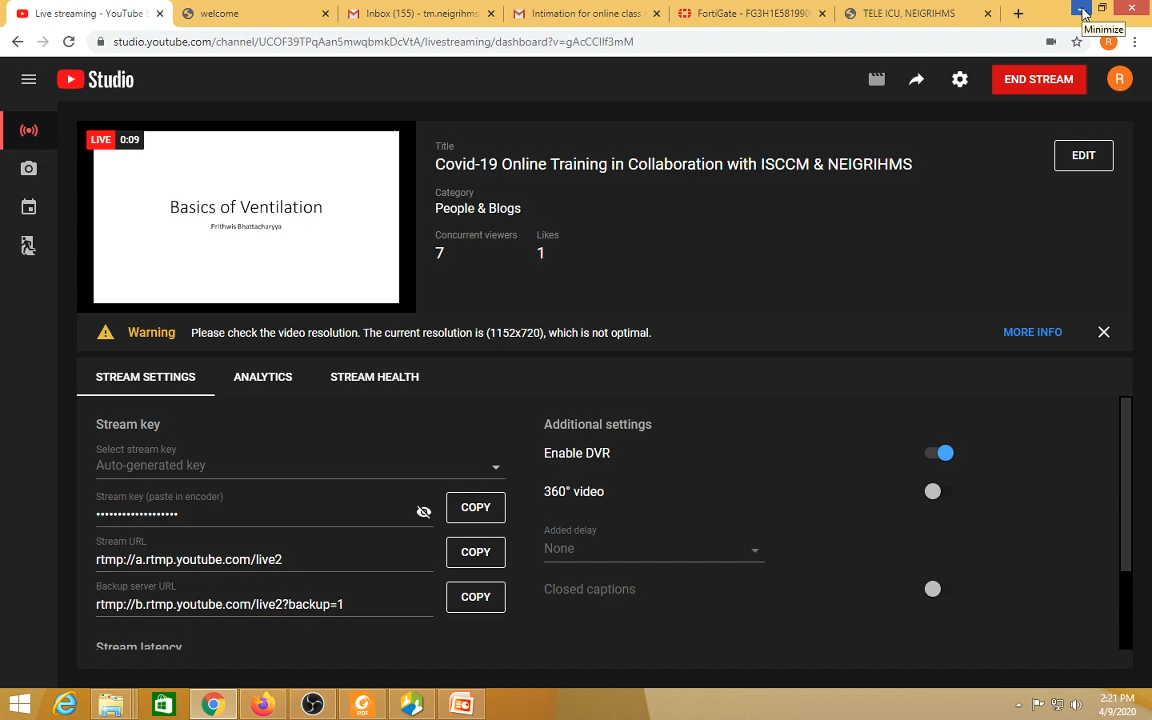 Live streaming - YouTube S
welcome
Inbox (155) - tm.neigrihms
Intimation for online class
FortiGate - FG3H1E581990
TELE ICU, NEIGRIHMS
Minimize
studio.youtube.com/channel/UCOF39TPqAan5mwqbmkDcVtA/livestreaming/dashboard?v=gAcCIIf3mM
R
Studio
END STREAM
R
LIVE 0:09
Basics of Ventilation
Prithwis Bhattacharyya
Title
Covid-19 Online Training in Collaboration with ISCCM & NEIGRIHMS
EDIT
Category
People & Blogs
Concurrent viewers Likes
7 1
Warning Please check the video resolution. The current resolution is (1152x720), which is not optimal. MORE INFO
STREAM SETTINGS ANALYTICS STREAM HEALTH
Stream key
Select stream key
Auto-generated key
Stream key (paste in encoder)
COPY
Stream URL
rtmp://a.rtmp.youtube.com/live2
COPY
Backup server URL
rtmp://b.rtmp.youtube.com/live2?backup=1
COPY
Stream latency
Additional settings
Enable DVR
360° video
Added delay
None
Closed captions
PDF
2:21 PM
4/9/2020